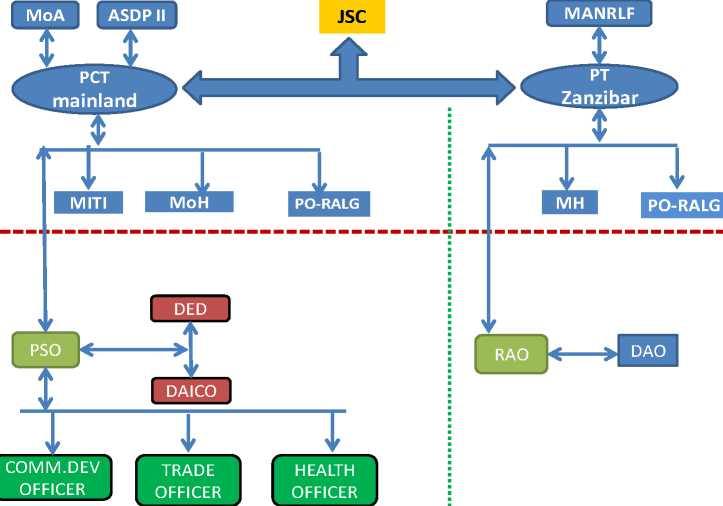 MoA
ASDP II
JSC
MANRLF
PCT
mainland
PT
Zanzibar
MITI
MoH
PO-RALG
MH
PO-RALG
DED
PSO
RAO
DAO
DAICO
COMM.DEV
OFFICER
TRADE
OFFICER
HEALTH
OFFICER